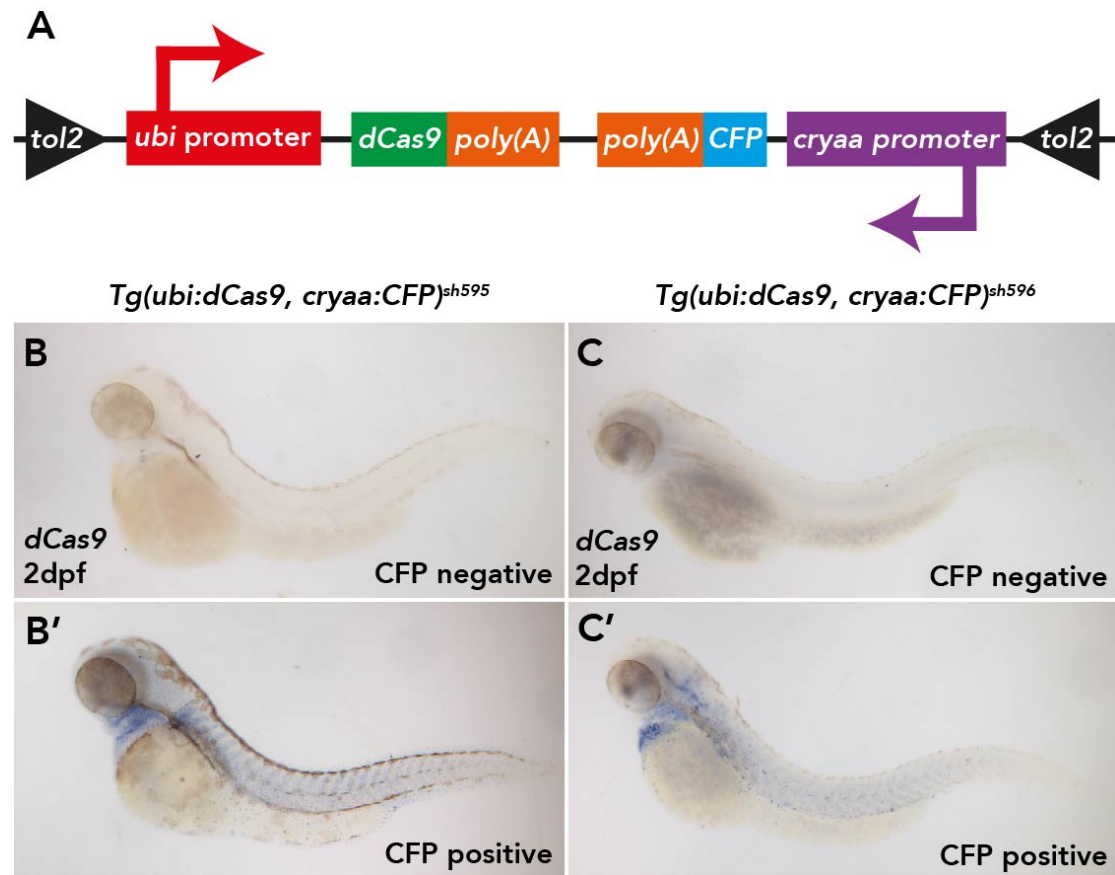 A
tol2 ubi promoter dCas9 poly(A) poly(A) CFP cryaa promoter tol2
Tg(ubi:dCas9, cryaa:CFP)sh595 Tg(ubi:dCas9, cryaa:CFP)sh596
B
dCas9
2dpf
CFP negative
C
dCas9
2dpf
CFP negative
B′
CFP positive
C′
CFP positive